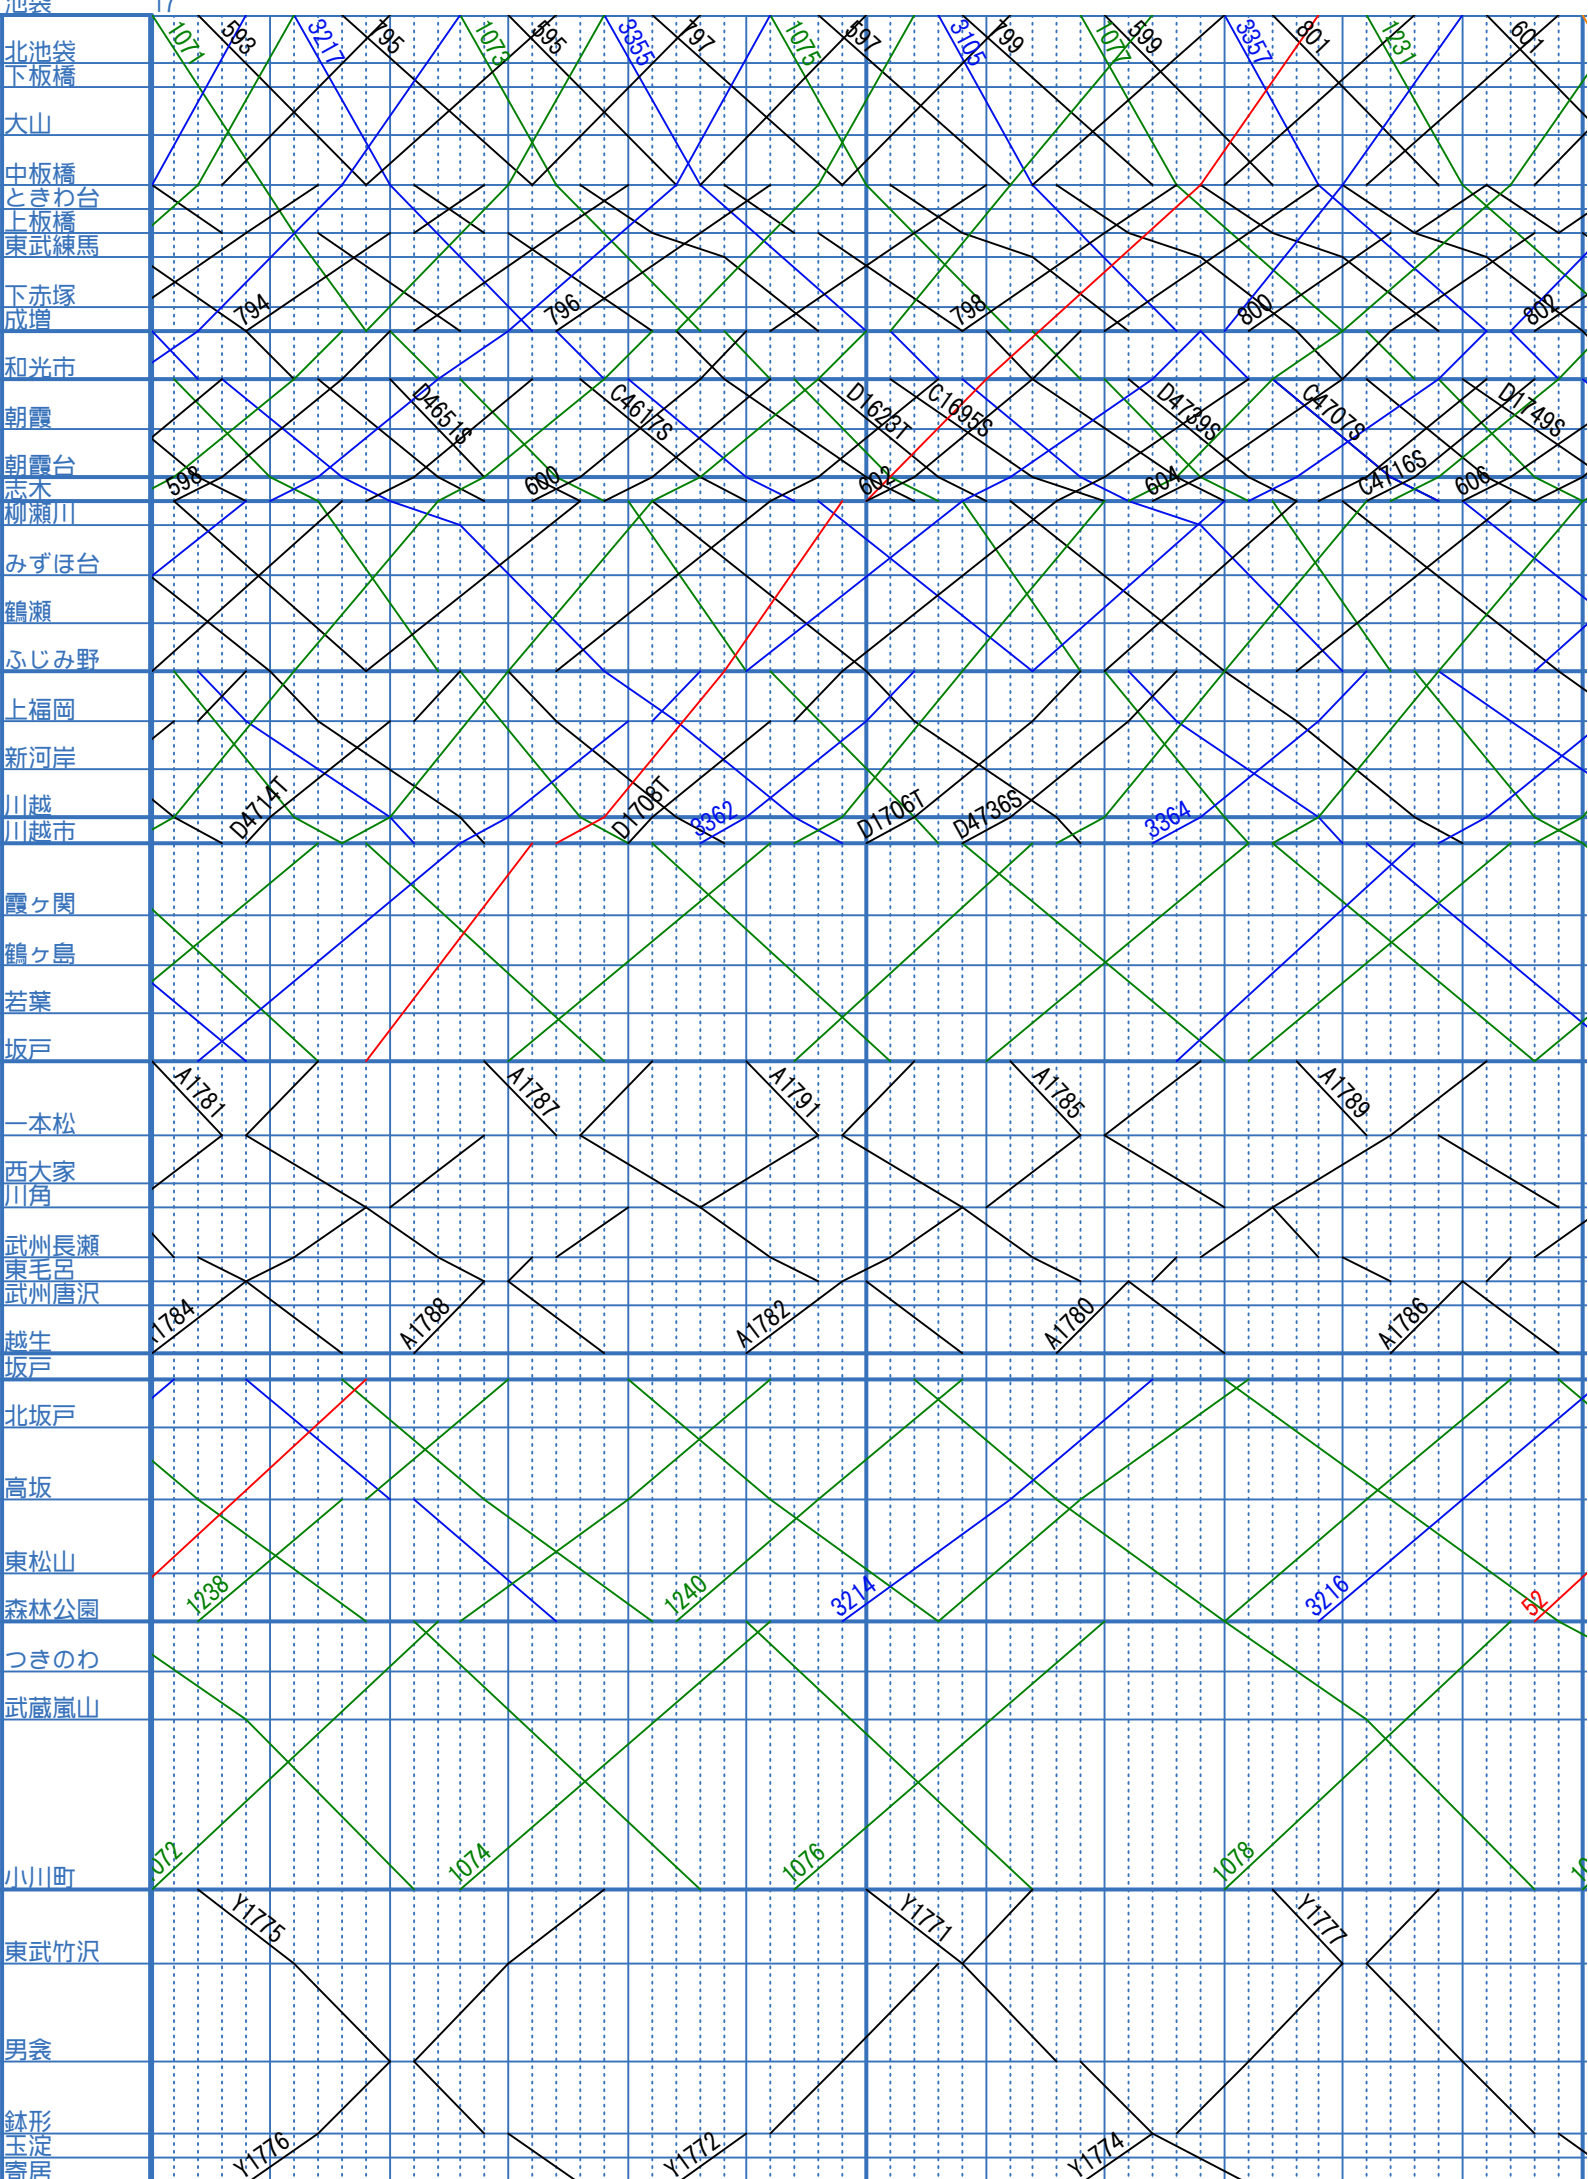 池袋 17
1071 593 3217 795 1073 595 3355 797 1075 597 3105 799 1077 599 3357 801 1231 601
北池袋
下板橋
大山
中板橋
ときわ台
上板橋
東武練馬
下赤塚
成増 794 796 798 800 802
和光市
朝霞 D4651S C4617S D1623T C1695S D4739S C4707S D1749S
朝霞台
志木 598 600 602 604 C4716S 606
柳瀬川
みずほ台
鶴瀬
ふじみ野
上福岡
新河岸
川越
川越市 D4714T D1708T 3362 D1706T D4736S 3364
霞ヶ関
鶴ヶ島
若葉
坂戸
A1781 A1787 A1791 A1785 A1789
一本松
西大家
川角
武州長瀬
東毛呂
武州唐沢
越生 1784 A1788 A1782 A1780 A1786
坂戸
北坂戸
高坂
東松山
森林公園 1238 1240 3214 3216 52
つきのわ
武蔵嵐山
小川町 072 1074 1076 1078
Y1775 Y1771 Y1777
東武竹沢
男衾
鉢形
玉淀 Y1776 Y1772 Y1774
寄居